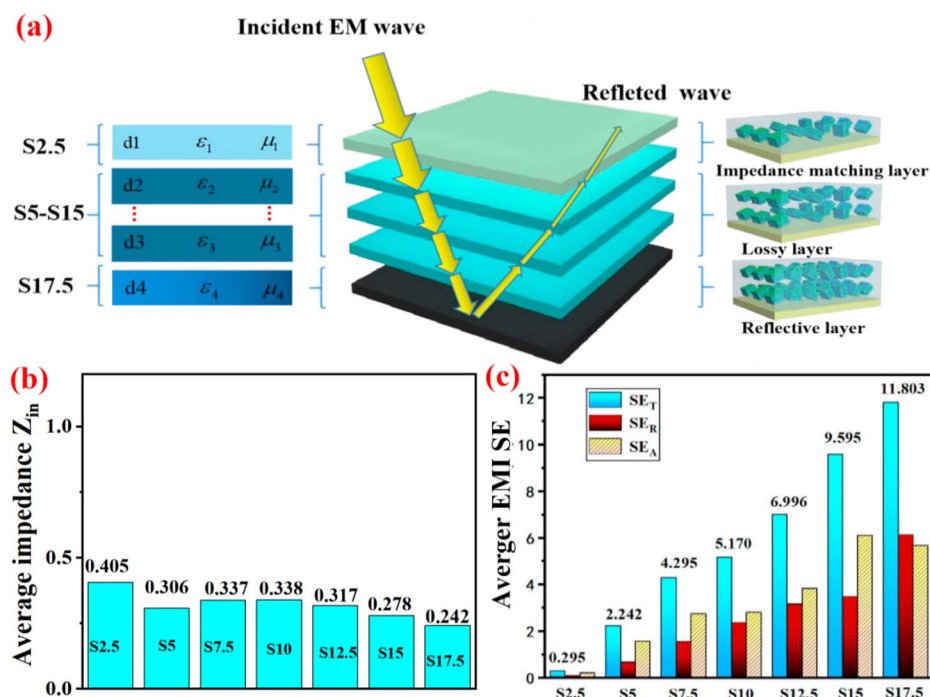 (a)
Incident EM wave
Refleted wave
S2.5
d1 ε1 μ1
Impedance matching layer
d2 ε2 μ2
S5-S15
Lossy layer
d3 ε3 μ3
S17.5
d4 ε4 μ4
Reflective layer
(b)
Average impedance Zin
1.0
0.5
0.0
0.405
0.306
0.337
0.338
0.317
0.278
0.242
S2.5
S5
S7.5
S10
S12.5
S15
S17.5
(c)
Averger EMI SE
12
10
8
6
4
2
0
SET
SER
SEA
0.295
2.242
4.295
5.170
6.996
9.595
11.803
S2.5
S5
S7.5
S10
S12.5
S15
S17.5